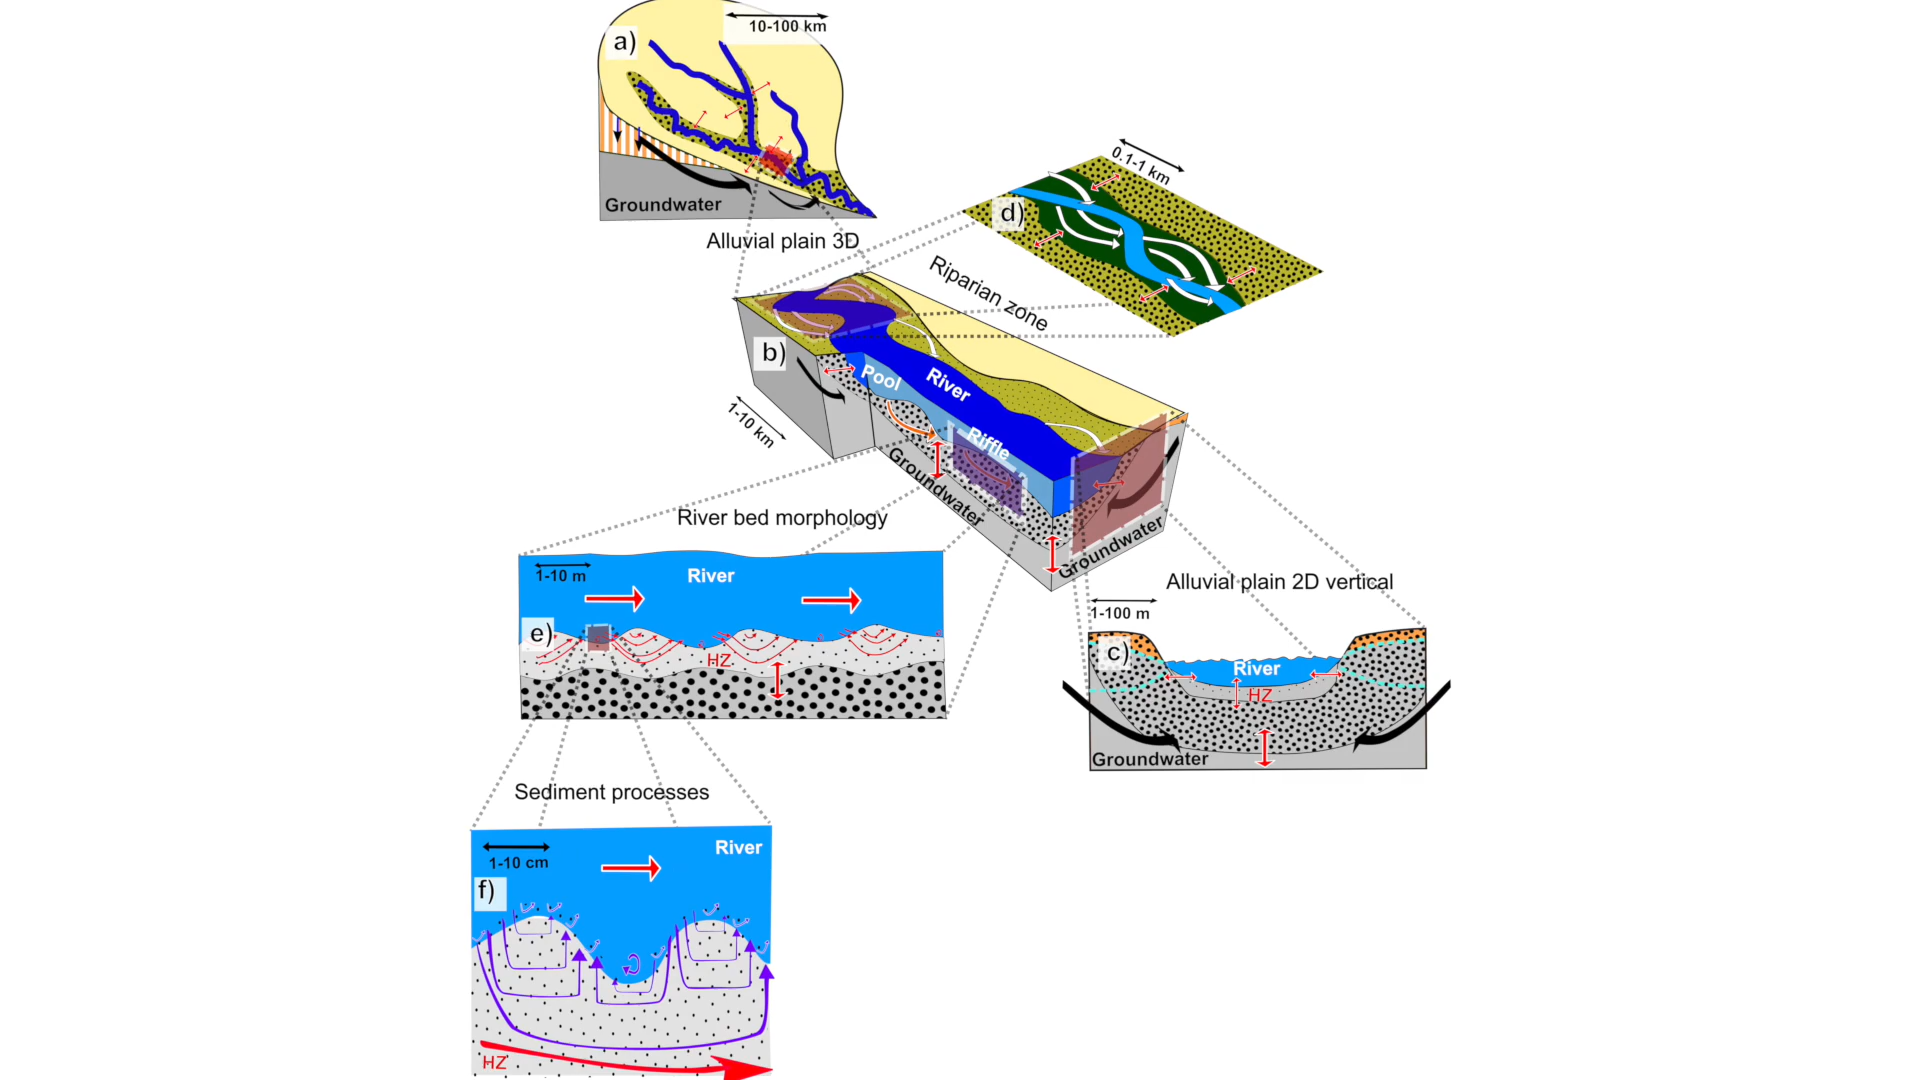 a)
10-100 km
Groundwater
Alluvial plain 3D
0.1-1 km
d)
Riparian zone
b)
Pool
River
Riffle
1-10 km
Groundwater
Groundwater
River bed morphology
1-10 m
River
e)
HZ
Alluvial plain 2D vertical
1-100 m
c)
River
HZ
Groundwater
Sediment processes
1-10 cm
River
f)
HZ